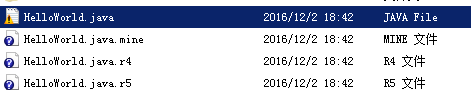 HelloWorld.java 2016/12/2 18:42 JAVA File
HelloWorld.java.mine 2016/12/2 18:42 MINE 文件
HelloWorld.java.r4 2016/12/2 18:42 R4 文件
HelloWorld.java.r5 2016/12/2 18:42 R5 文件